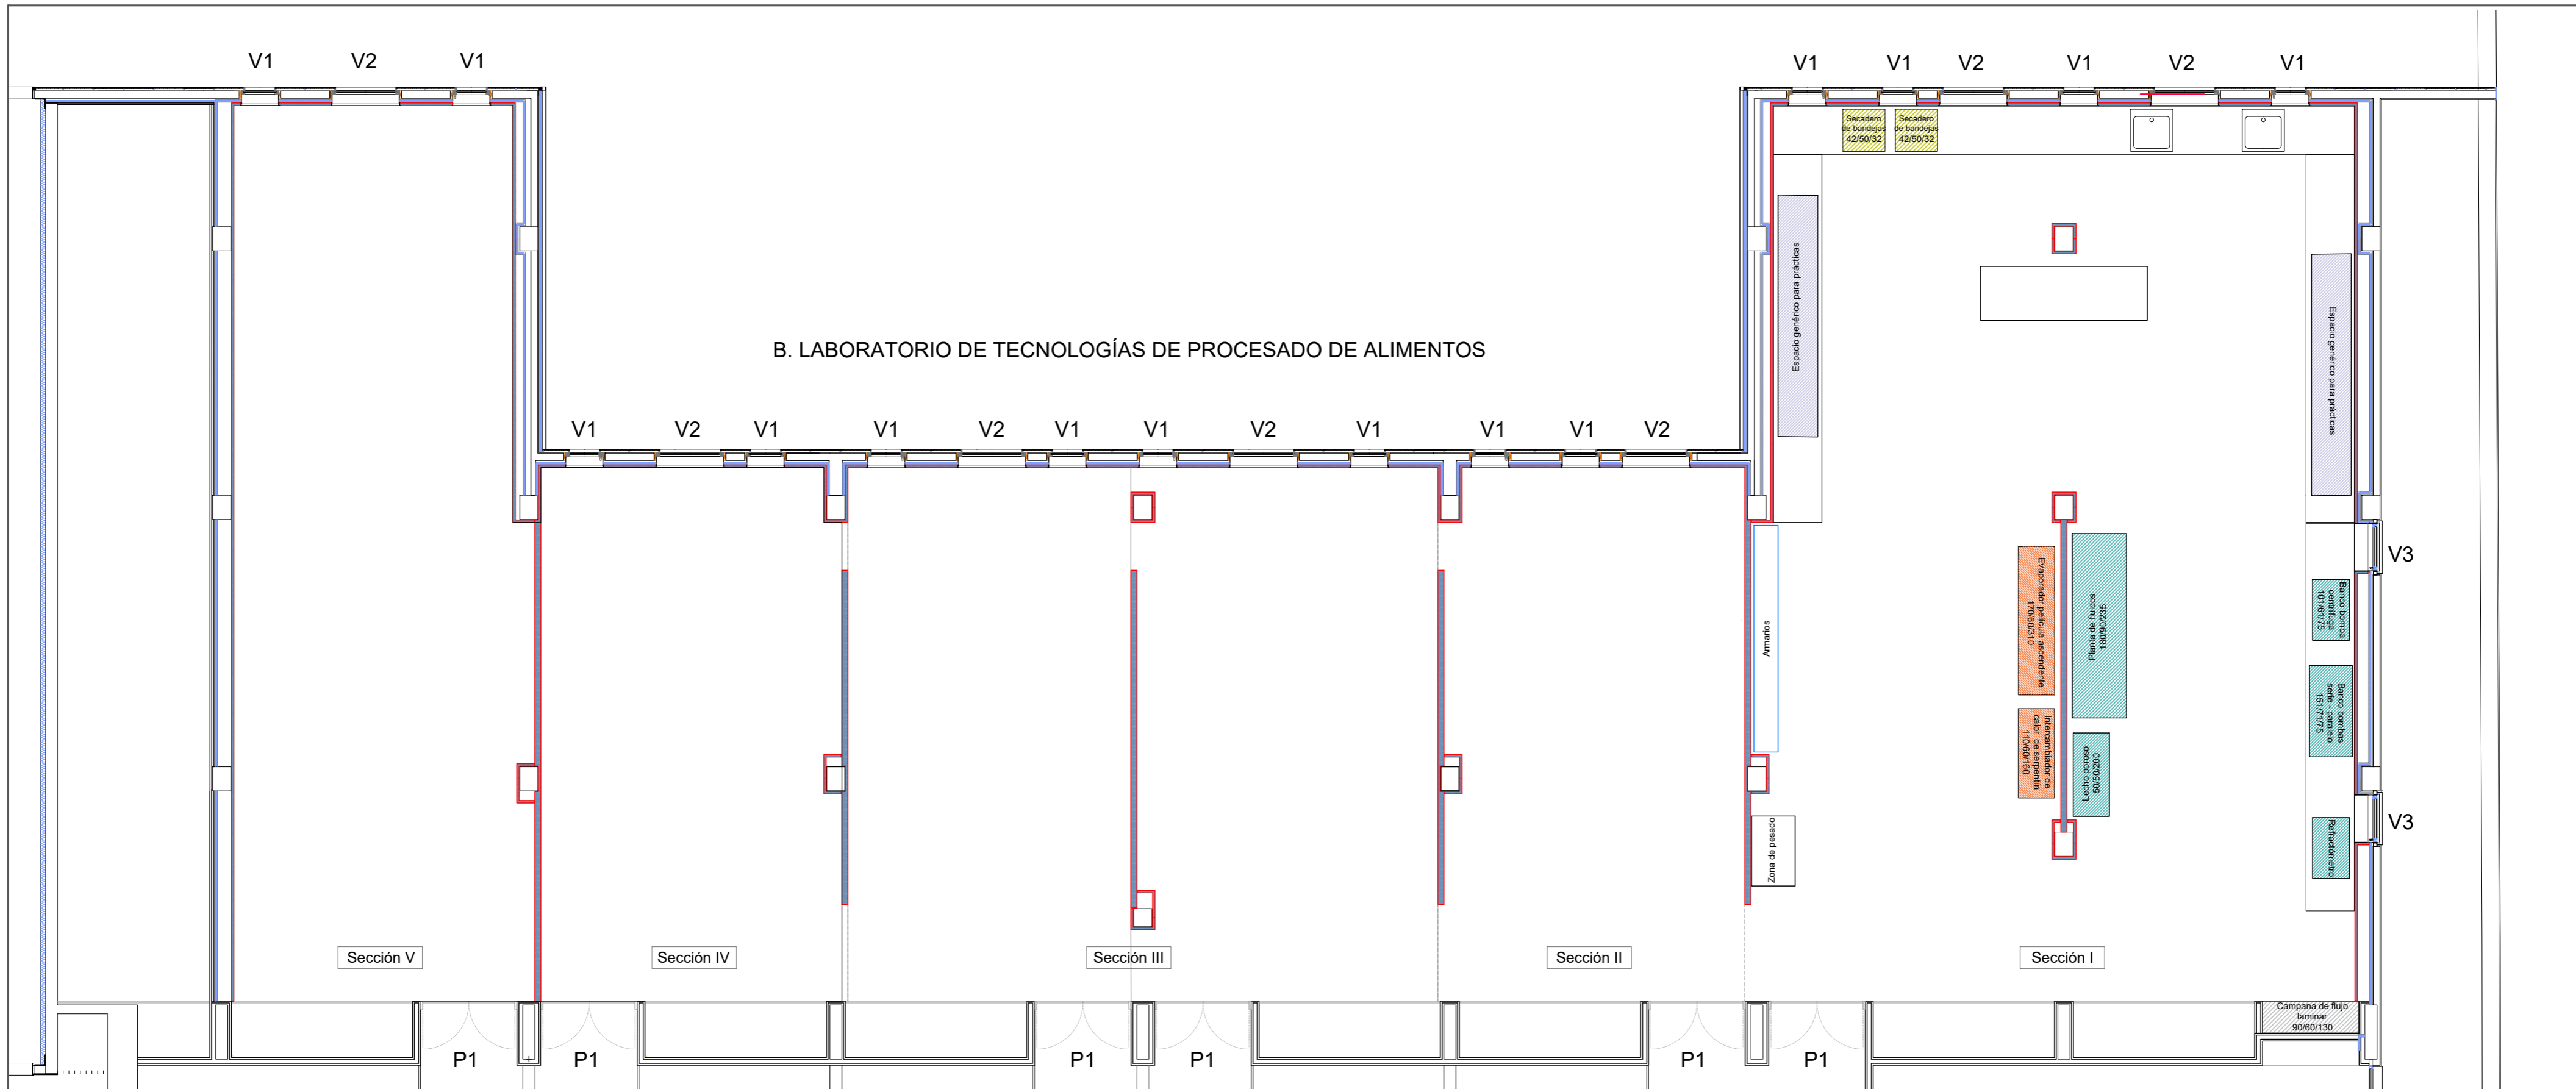 V1
V2
V1
V1
V1
V2
V1
V2
V1
Secadero
de bandejas
42/50/32
Secadero
de bandejas
42/50/32
Espacio genérico para prácticas
Espacio genérico para prácticas
B. LABORATORIO DE TECNOLOGÍAS DE PROCESADO DE ALIMENTOS
V1
V2
V1
V1
V2
V1
V1
V2
V1
V1
V1
V2
V3
Armarios
Evaporador película ascendente
170/60/310
Planta de fluidos
180/90/235
Banco bomba
centrífuga
101/61/75
Banco bombas
serie - paralelo
151/71/75
Intercambiador de
calor de serpentín
110/60/160
Lecho poroso
50/50/200
V3
Refractómetro
Zona de pesado
Sección V
Sección IV
Sección III
Sección II
Sección I
Campana de flujo
laminar
90/60/130
P1
P1
P1
P1
P1
P1